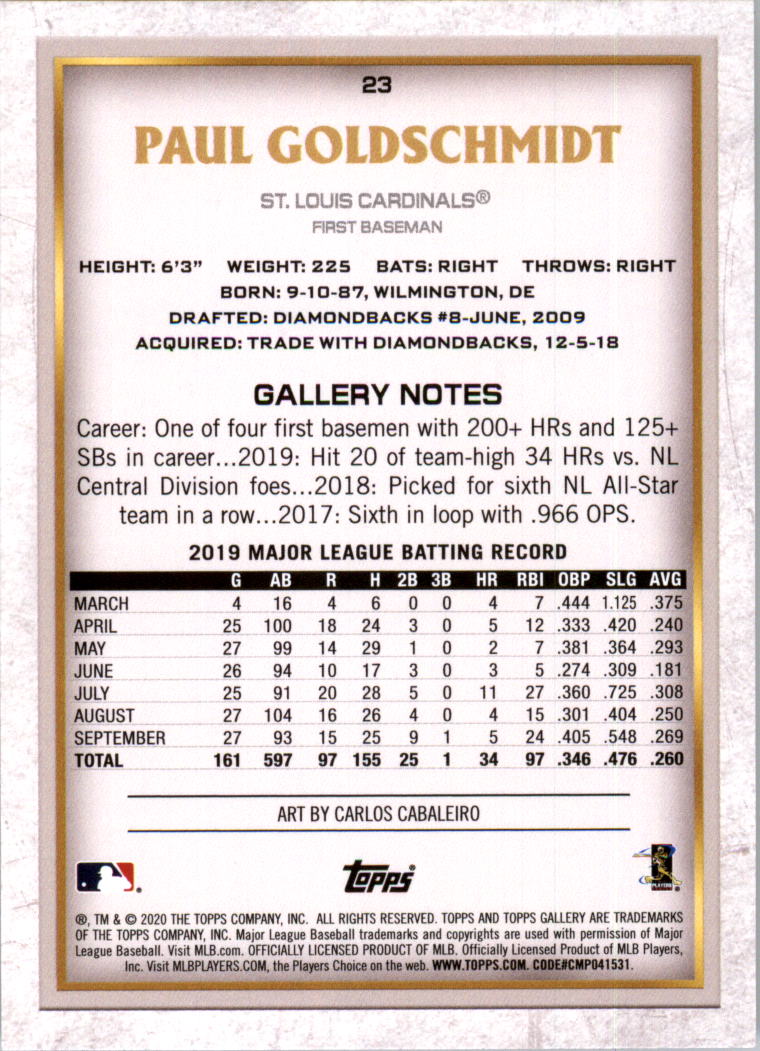 23
PAUL GOLDSCHMIDT
ST. LOUIS CARDINALS®
FIRST BASEMAN
HEIGHT: 6'3" WEIGHT: 225 BATS: RIGHT THROWS: RIGHT
BORN: 9-10-87, WILMINGTON, DE
DRAFTED: DIAMONDBACKS #8-JUNE, 2009
ACQUIRED: TRADE WITH DIAMONDBACKS, 12-5-18
GALLERY NOTES
Career: One of four first basemen with 200+ HRs and 125+
SBs in career...2019: Hit 20 of team-high 34 HRs vs. NL
Central Division foes...2018: Picked for sixth NL All-Star
team in a row...2017: Sixth in loop with .966 OPS.
2019 MAJOR LEAGUE BATTING RECORD
G AB R H 2B 3B HR RBI OBP SLG AVG
MARCH 4 16 4 6 0 0 4 7 .444 1.125 .375
APRIL 25 100 18 24 3 0 5 12 .333 .420 .240
MAY 27 99 14 29 1 0 2 7 .381 .364 .293
JUNE 26 94 10 17 3 0 3 5 .274 .309 .181
JULY 25 91 20 28 5 0 11 27 .360 .725 .308
AUGUST 27 104 16 26 4 0 4 15 .301 .404 .250
SEPTEMBER 27 93 15 25 9 1 5 24 .405 .548 .269
TOTAL 161 597 97 155 25 1 34 97 .346 .476 .260
ART BY CARLOS CABALEIRO
topps®
PLAYERS
®, TM & © 2020 THE TOPPS COMPANY, INC. ALL RIGHTS RESERVED. TOPPS AND TOPPS GALLERY ARE TRADEMARKS
OF THE TOPPS COMPANY, INC. Major League Baseball trademarks and copyrights are used with permission of Major
League Baseball. Visit MLB.com. OFFICIALLY LICENSED PRODUCT OF MLB. Officially Licensed Product of MLB Players,
Inc. Visit MLBPLAYERS.COM, the Players Choice on the web. WWW.TOPPS.COM. CODE#CMP041531.